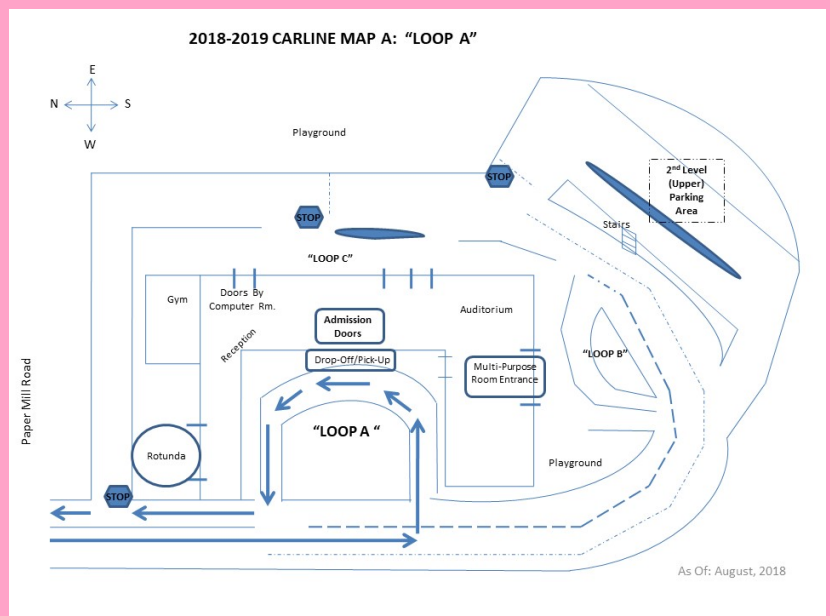 2018-2019 CARLINE MAP A: “LOOP A”
E
N
S
W
Playground
STOP
2nd Level
(Upper)
Parking
Area
STOP
Stairs
“LOOP C”
Gym
Doors By
Computer Rm.
Auditorium
Admission
Doors
Reception
Drop-Off/Pick-Up
“LOOP B”
Multi-Purpose
Room Entrance
Paper Mill Road
“LOOP A “
Rotunda
Playground
STOP
As Of: August, 2018